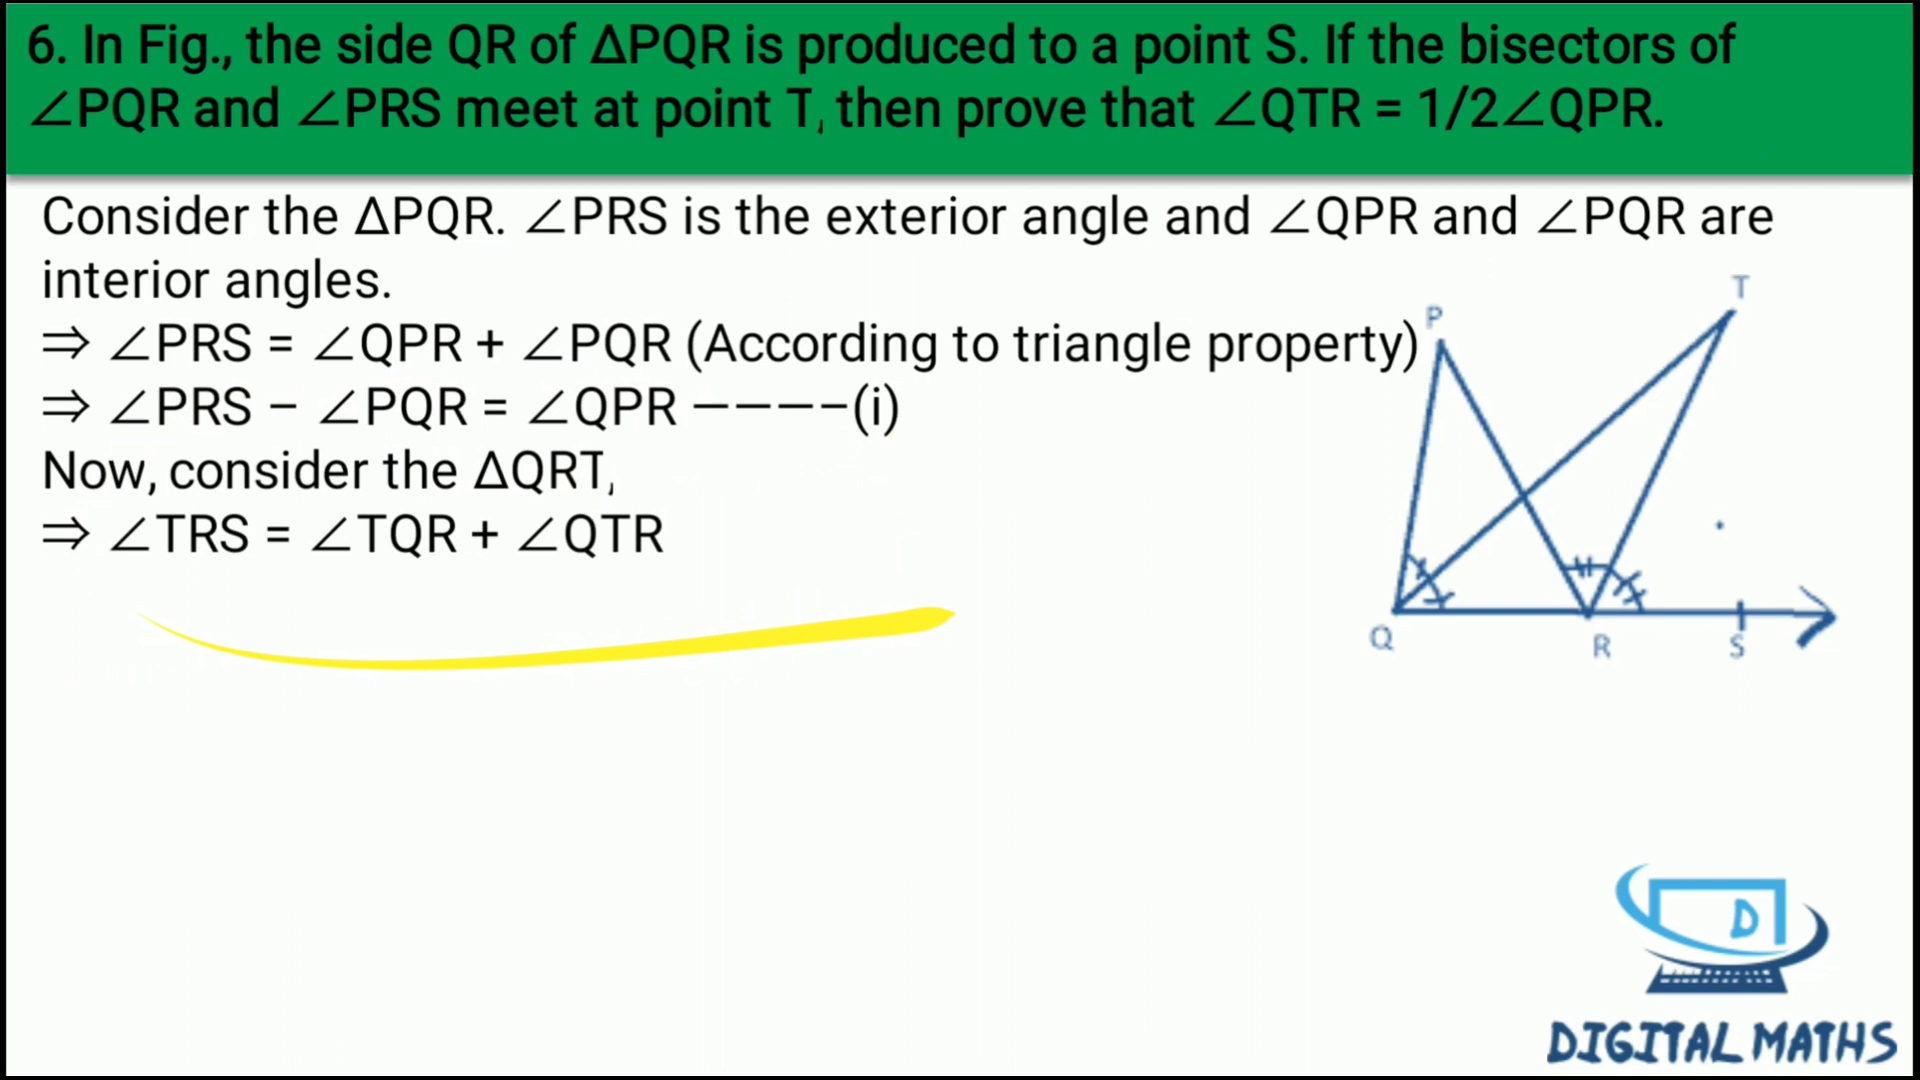 6. In Fig., the side QR of ΔPQR is produced to a point S. If the bisectors of
∠PQR and ∠PRS meet at point T, then prove that ∠QTR = 1/2∠QPR.
Consider the ΔPQR. ∠PRS is the exterior angle and ∠QPR and ∠PQR are
interior angles.
⇒ ∠PRS = ∠QPR + ∠PQR (According to triangle property)
⇒ ∠PRS – ∠PQR = ∠QPR ––––(i)
Now, consider the ΔQRT,
⇒ ∠TRS = ∠TQR + ∠QTR
T
P
Q
R
S
D
DIGITAL MATHS